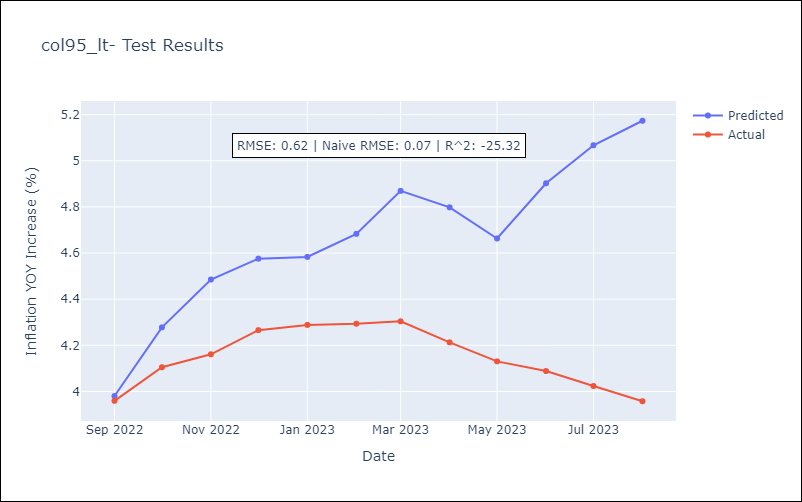 col95_lt- Test Results
Predicted
Actual
RMSE: 0.62 | Naive RMSE: 0.07 | R^2: -25.32
Inflation YOY Increase (%)
5.2
5
4.8
4.6
4.4
4.2
4
Sep 2022 Nov 2022 Jan 2023 Mar 2023 May 2023 Jul 2023
Date